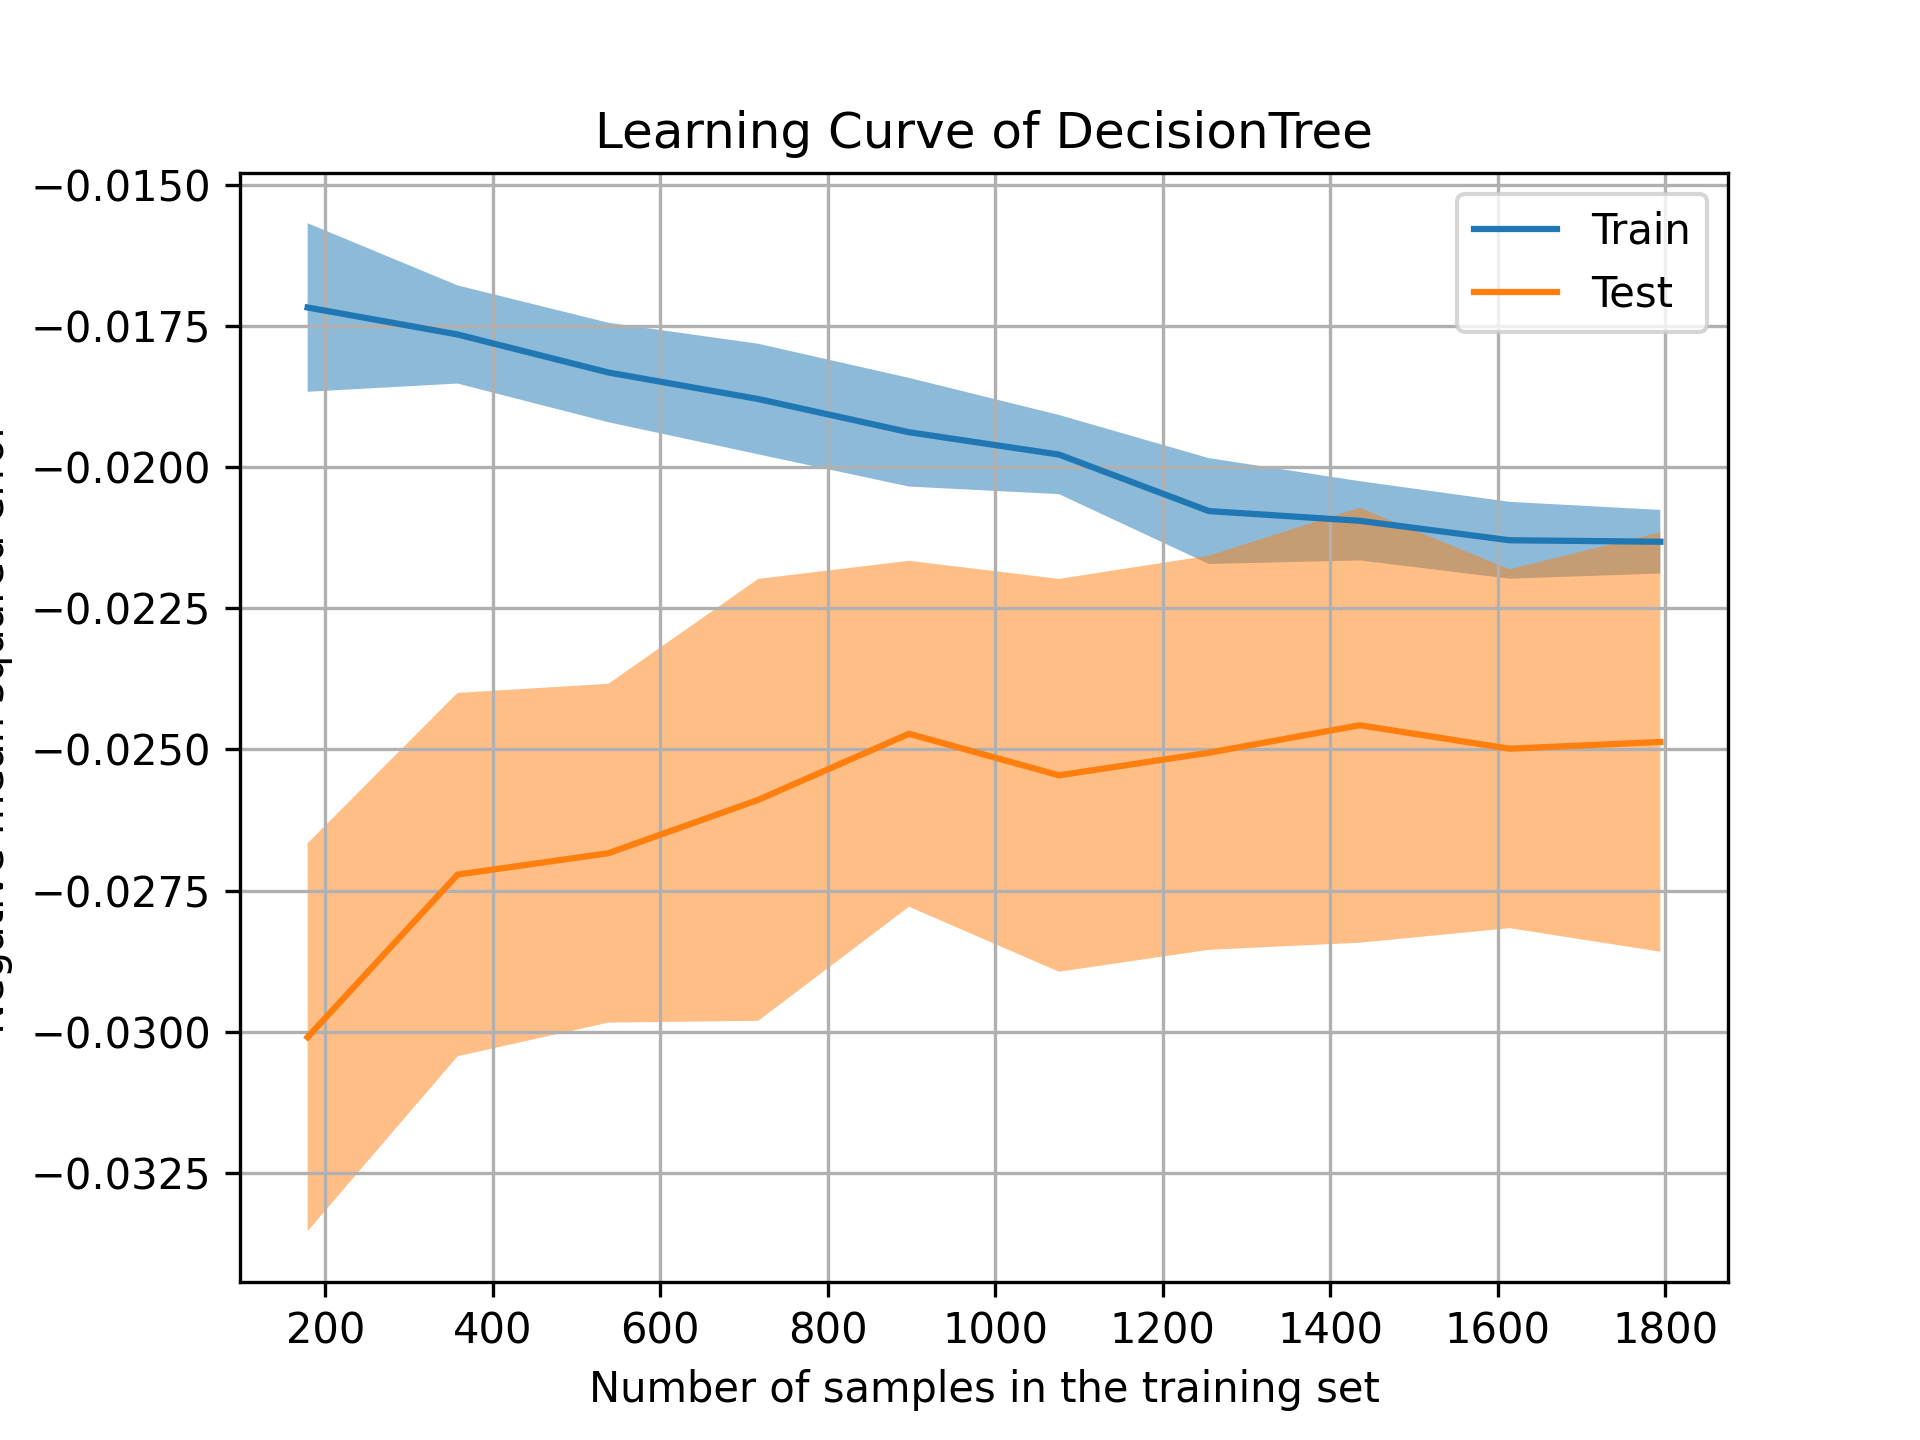 Learning Curve of DecisionTree
Train
Test
−0.0150
−0.0175
−0.0200
−0.0225
−0.0250
−0.0275
−0.0300
−0.0325
200 400 600 800 1000 1200 1400 1600 1800
Number of samples in the training set